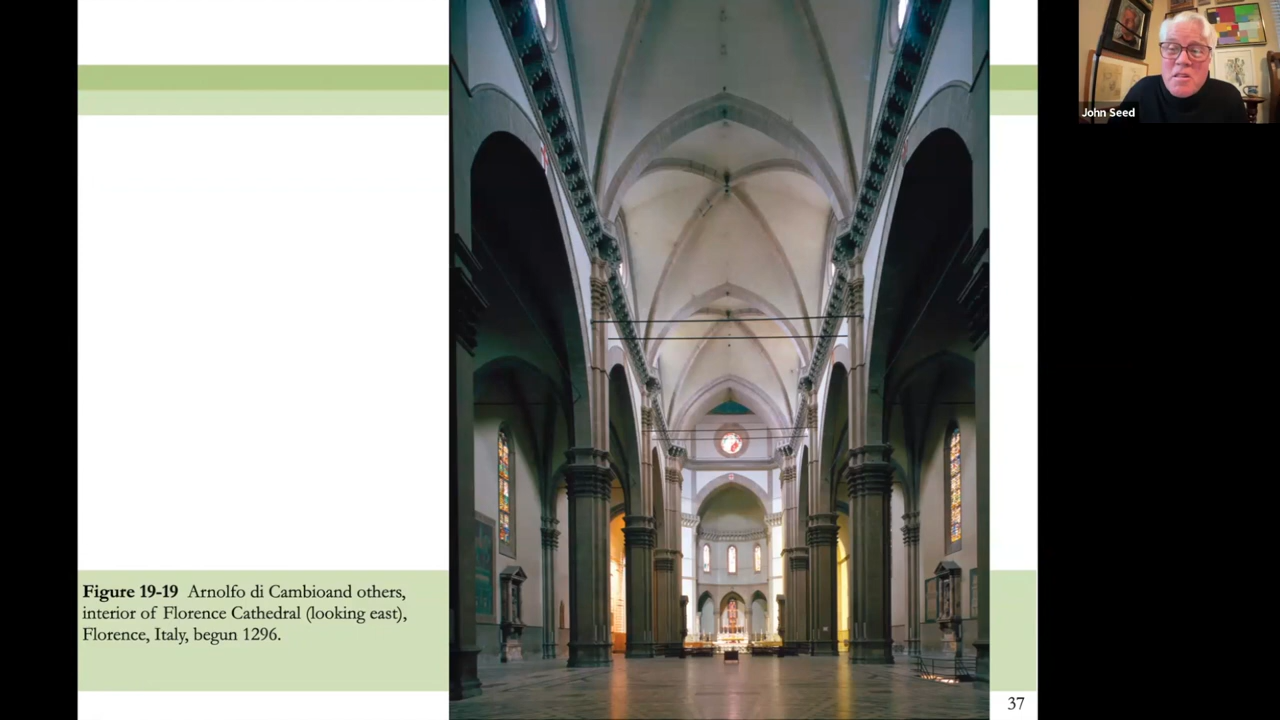 John Seed
Figure 19-19 Arnolfo di Cambioand others,
interior of Florence Cathedral (looking east),
Florence, Italy, begun 1296.
37